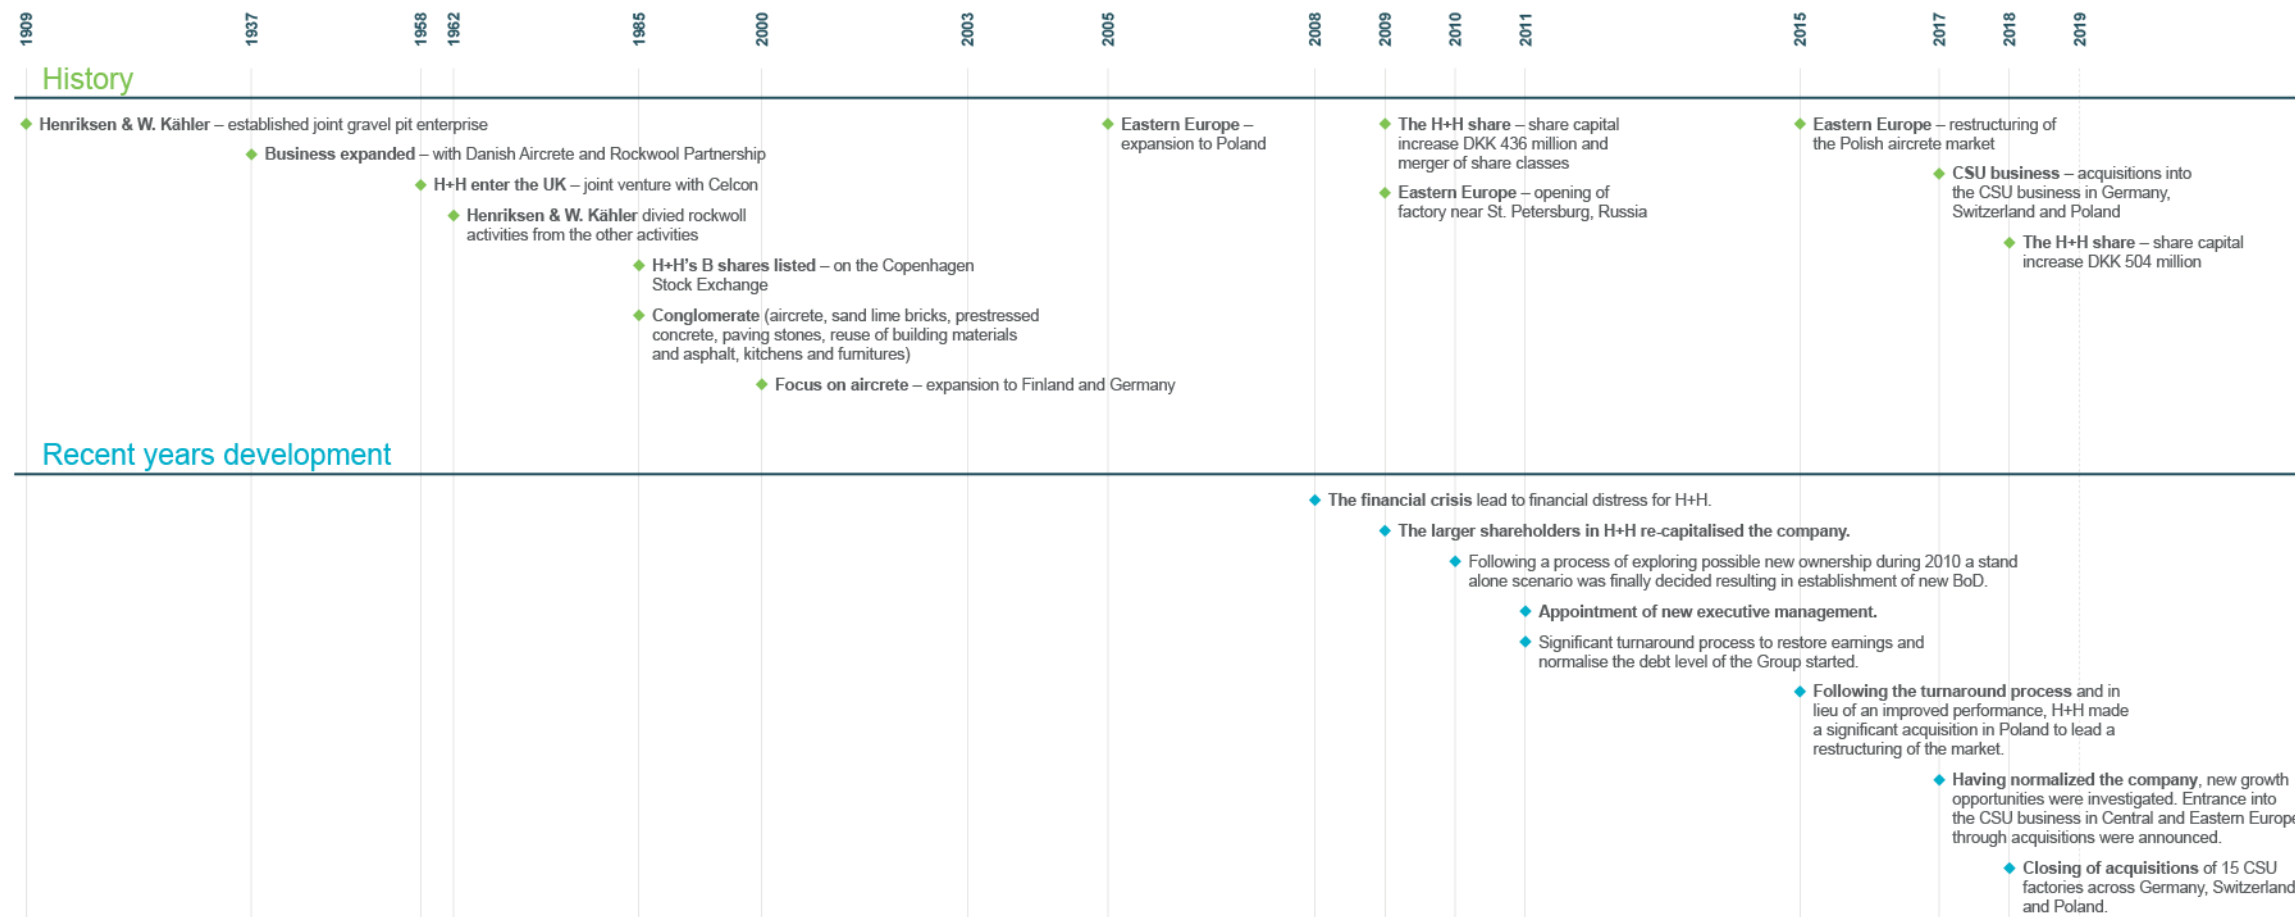 1909
1937
1958
1962
1985
2000
2003
2005
2008
2009
2010
2011
2015
2017
2018
2019
History
Henriksen & W. Kähler – established joint gravel pit enterprise
Business expanded – with Danish Aircrete and Rockwool Partnership
H+H enter the UK – joint venture with Celcon
Henriksen & W. Kähler divied rockwoll
activities from the other activities
H+H’s B shares listed – on the Copenhagen
Stock Exchange
Conglomerate (aircrete, sand lime bricks, prestressed
concrete, paving stones, reuse of building materials
and asphalt, kitchens and furnitures)
Focus on aircrete – expansion to Finland and Germany
Eastern Europe –
expansion to Poland
The H+H share – share capital
increase DKK 436 million and
merger of share classes
Eastern Europe – opening of
factory near St. Petersburg, Russia
Eastern Europe – restructuring of
the Polish aircrete market
CSU business – acquisitions into
the CSU business in Germany,
Switzerland and Poland
The H+H share – share capital
increase DKK 504 million
Recent years development
The financial crisis lead to financial distress for H+H.
The larger shareholders in H+H re-capitalised the company.
Following a process of exploring possible new ownership during 2010 a stand
alone scenario was finally decided resulting in establishment of new BoD.
Appointment of new executive management.
Significant turnaround process to restore earnings and
normalise the debt level of the Group started.
Following the turnaround process and in
lieu of an improved performance, H+H made
a significant acquisition in Poland to lead a
restructuring of the market.
Having normalized the company, new growth
opportunities were investigated. Entrance into
the CSU business in Central and Eastern Europe
through acquisitions were announced.
Closing of acquisitions of 15 CSU
factories across Germany, Switzerland
and Poland.